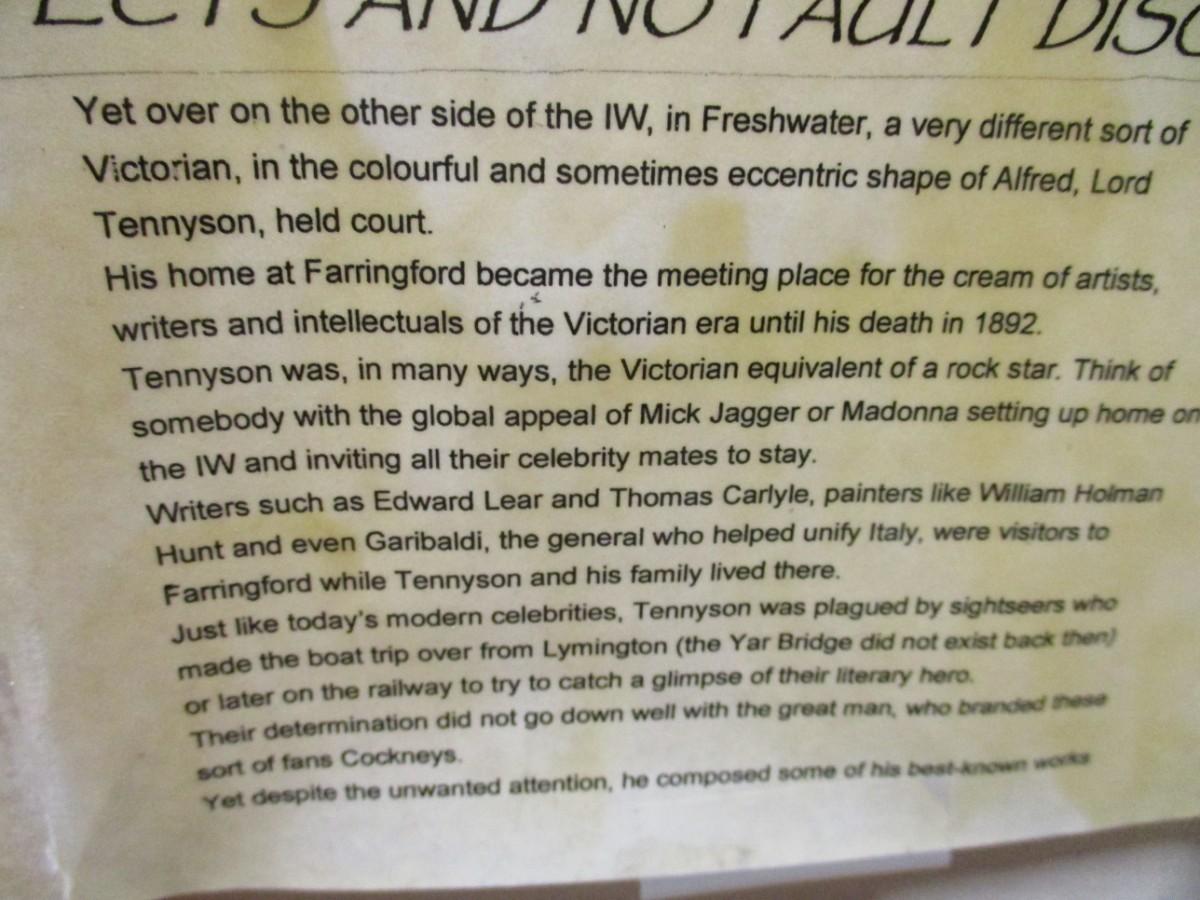 ECTS AND NO FAULT DISC
Yet over on the other side of the IW, in Freshwater, a very different sort of
Victorian, in the colourful and sometimes eccentric shape of Alfred, Lord
Tennyson, held court.
His home at Farringford became the meeting place for the cream of artists,
writers and intellectuals of the Victorian era until his death in 1892.
Tennyson was, in many ways, the Victorian equivalent of a rock star. Think of
somebody with the global appeal of Mick Jagger or Madonna setting up home on
the IW and inviting all their celebrity mates to stay.
Writers such as Edward Lear and Thomas Carlyle, painters like William Holman
Hunt and even Garibaldi, the general who helped unify Italy, were visitors to
Farringford while Tennyson and his family lived there.
Just like today's modern celebrities, Tennyson was plagued by sightseers who
made the boat trip over from Lymington (the Yar Bridge did not exist back then)
or later on the railway to try to catch a glimpse of their literary hero.
Their determination did not go down well with the great man, who branded these
sort of fans Cockneys.
Yet despite the unwanted attention, he composed some of his best-known works